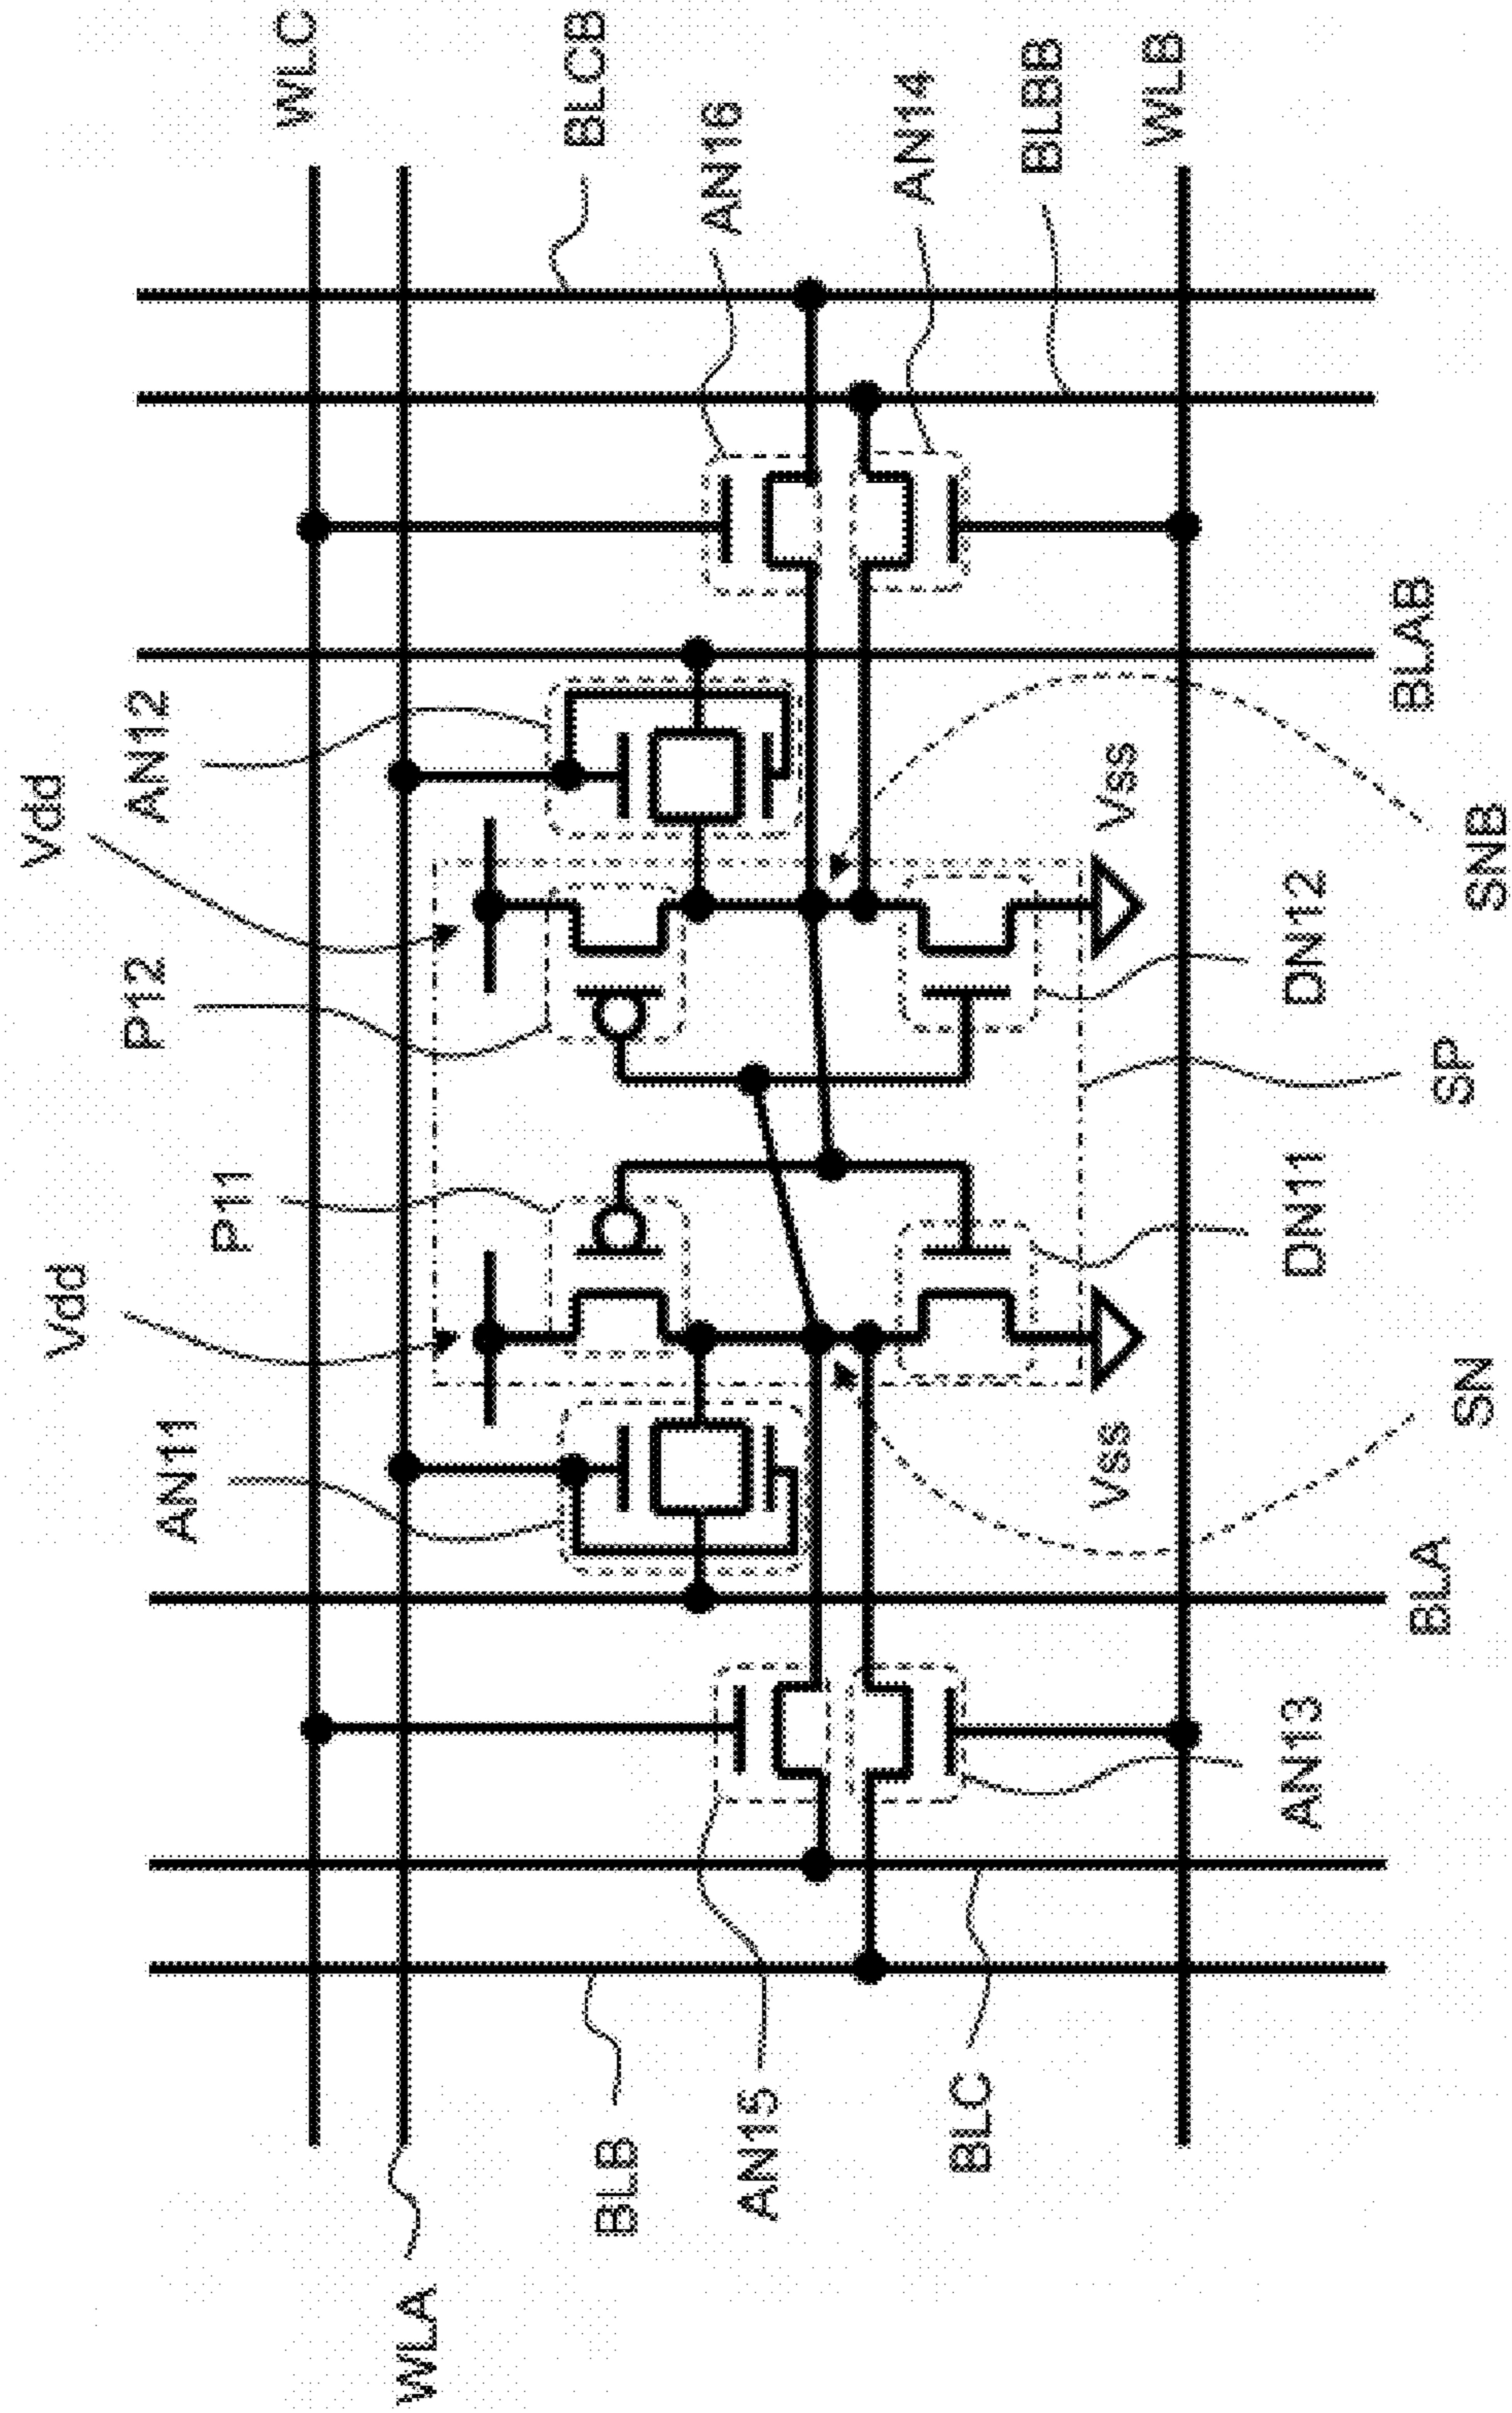 WLC
BLCB
AN16
AN14
BLBB
WLB
Vdd
AN12
BLAB
Vss
SNB
P12
DN12
SP
P11
DN11
Vdd
AN11
Vss
SN
BLA
AN13
BLB
AN15
BLC
WLA